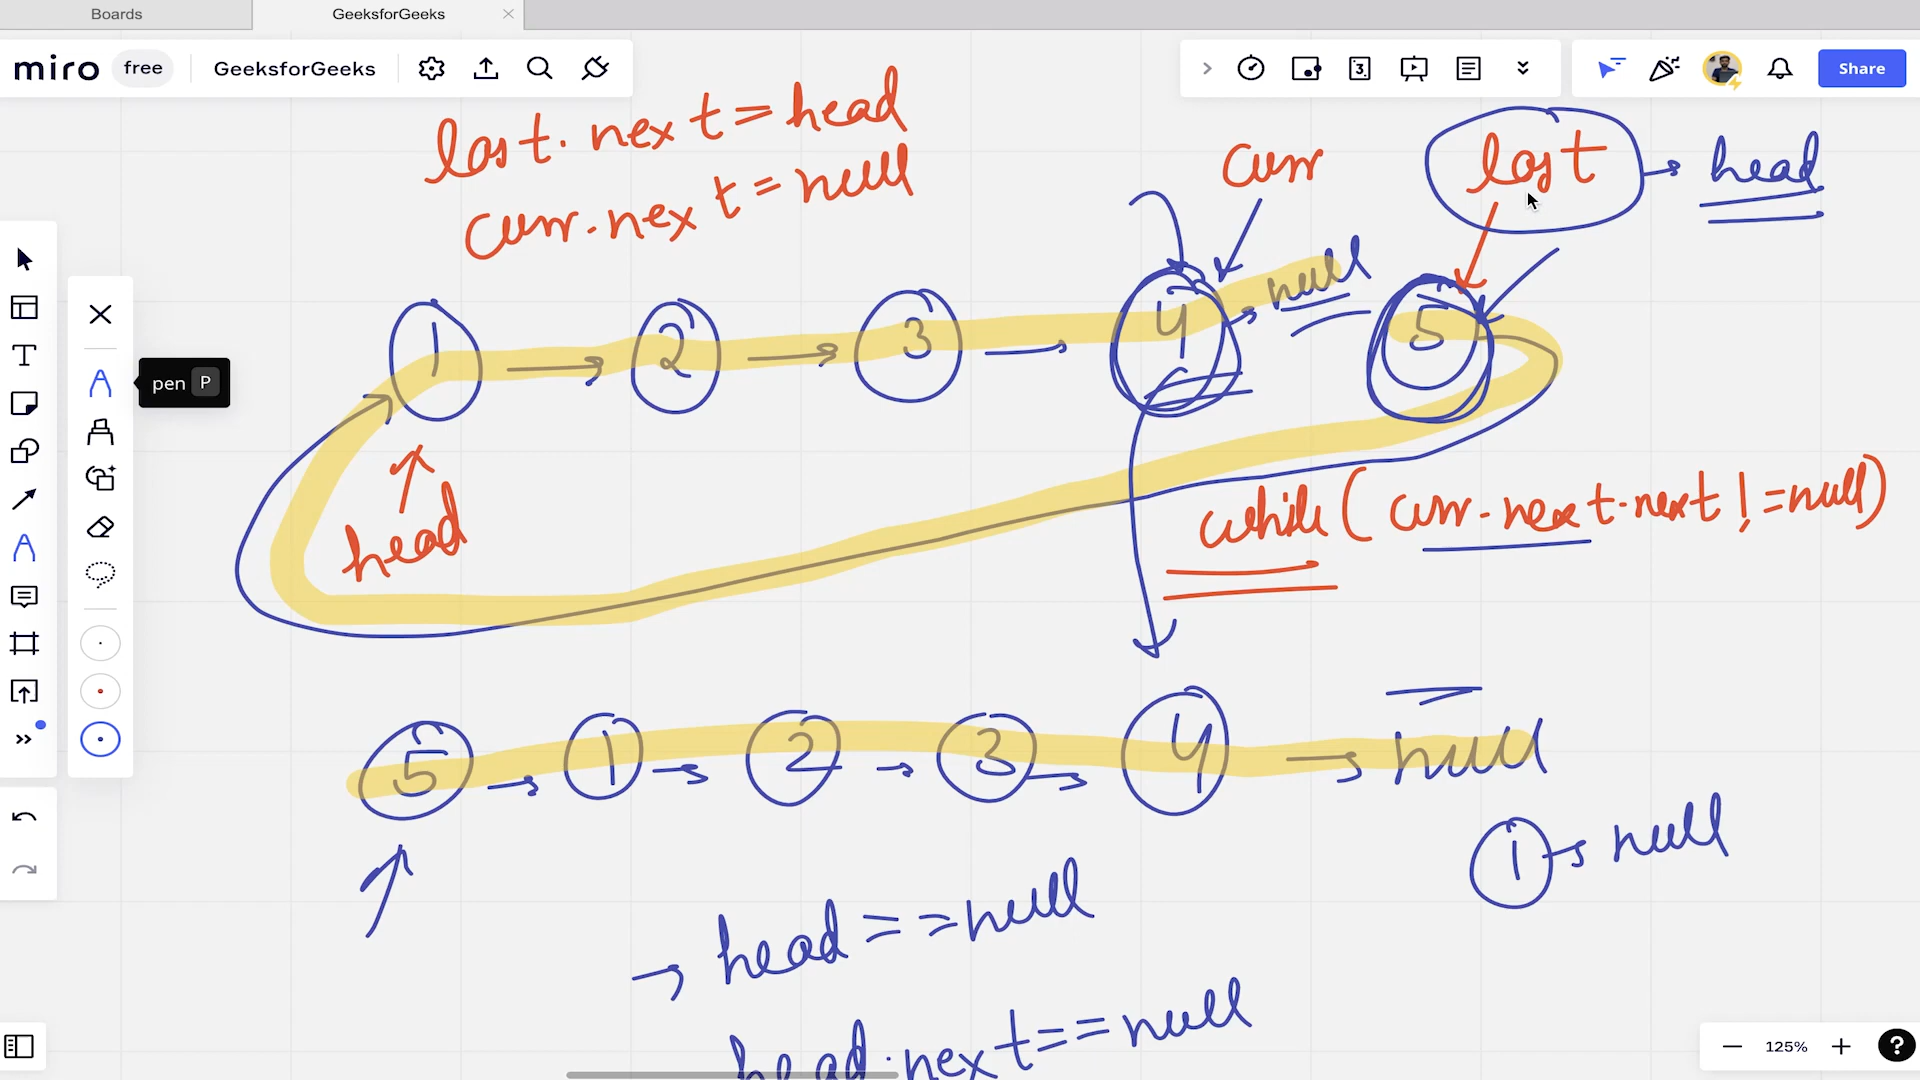 Boards
GeeksforGeeks
miro free GeeksforGeeks
3
Share
last.next=head
curr.next=null
curr
last → head
1 → 2 → 3 → 4 → null
5
pen P
head
while(curr.next.next!=null)
5 → 1 → 2 → 3 → 4 → null
1 → null
→ head==null
head.next==null
125%
?